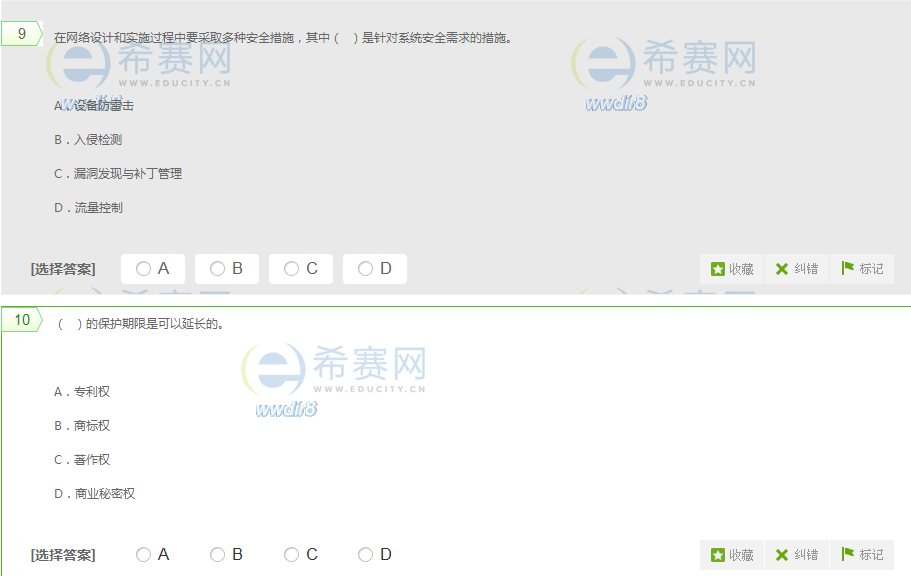 9
在网络设计和实施过程中要采取多种安全措施，其中（ ）是针对系统安全需求的措施。
希赛网
WWW.EDUCITY.CN
wwdir8
希赛网
WWW.EDUCITY.CN
wwdir8
A．设备防雷击
B．入侵检测
C．漏洞发现与补丁管理
D．流量控制
[选择答案] A B C D 收藏 纠错 标记
10
（ ）的保护期限是可以延长的。
希赛网
WWW.EDUCITY.CN
wwdir8
A．专利权
B．商标权
C．著作权
D．商业秘密权
[选择答案] A B C D 收藏 纠错 标记